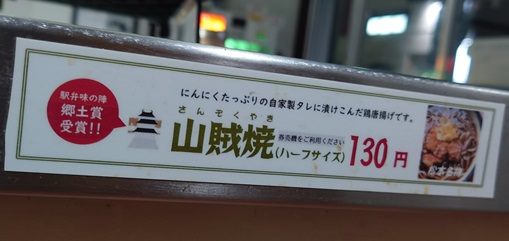 駅弁味の陣
郷土賞
受賞!!
にんにくたっぷりの自家製タレに漬けこんだ鶏唐揚げです。
さんぞくやき
山賊焼
(ハーフサイズ)
券売機をご利用ください
130円